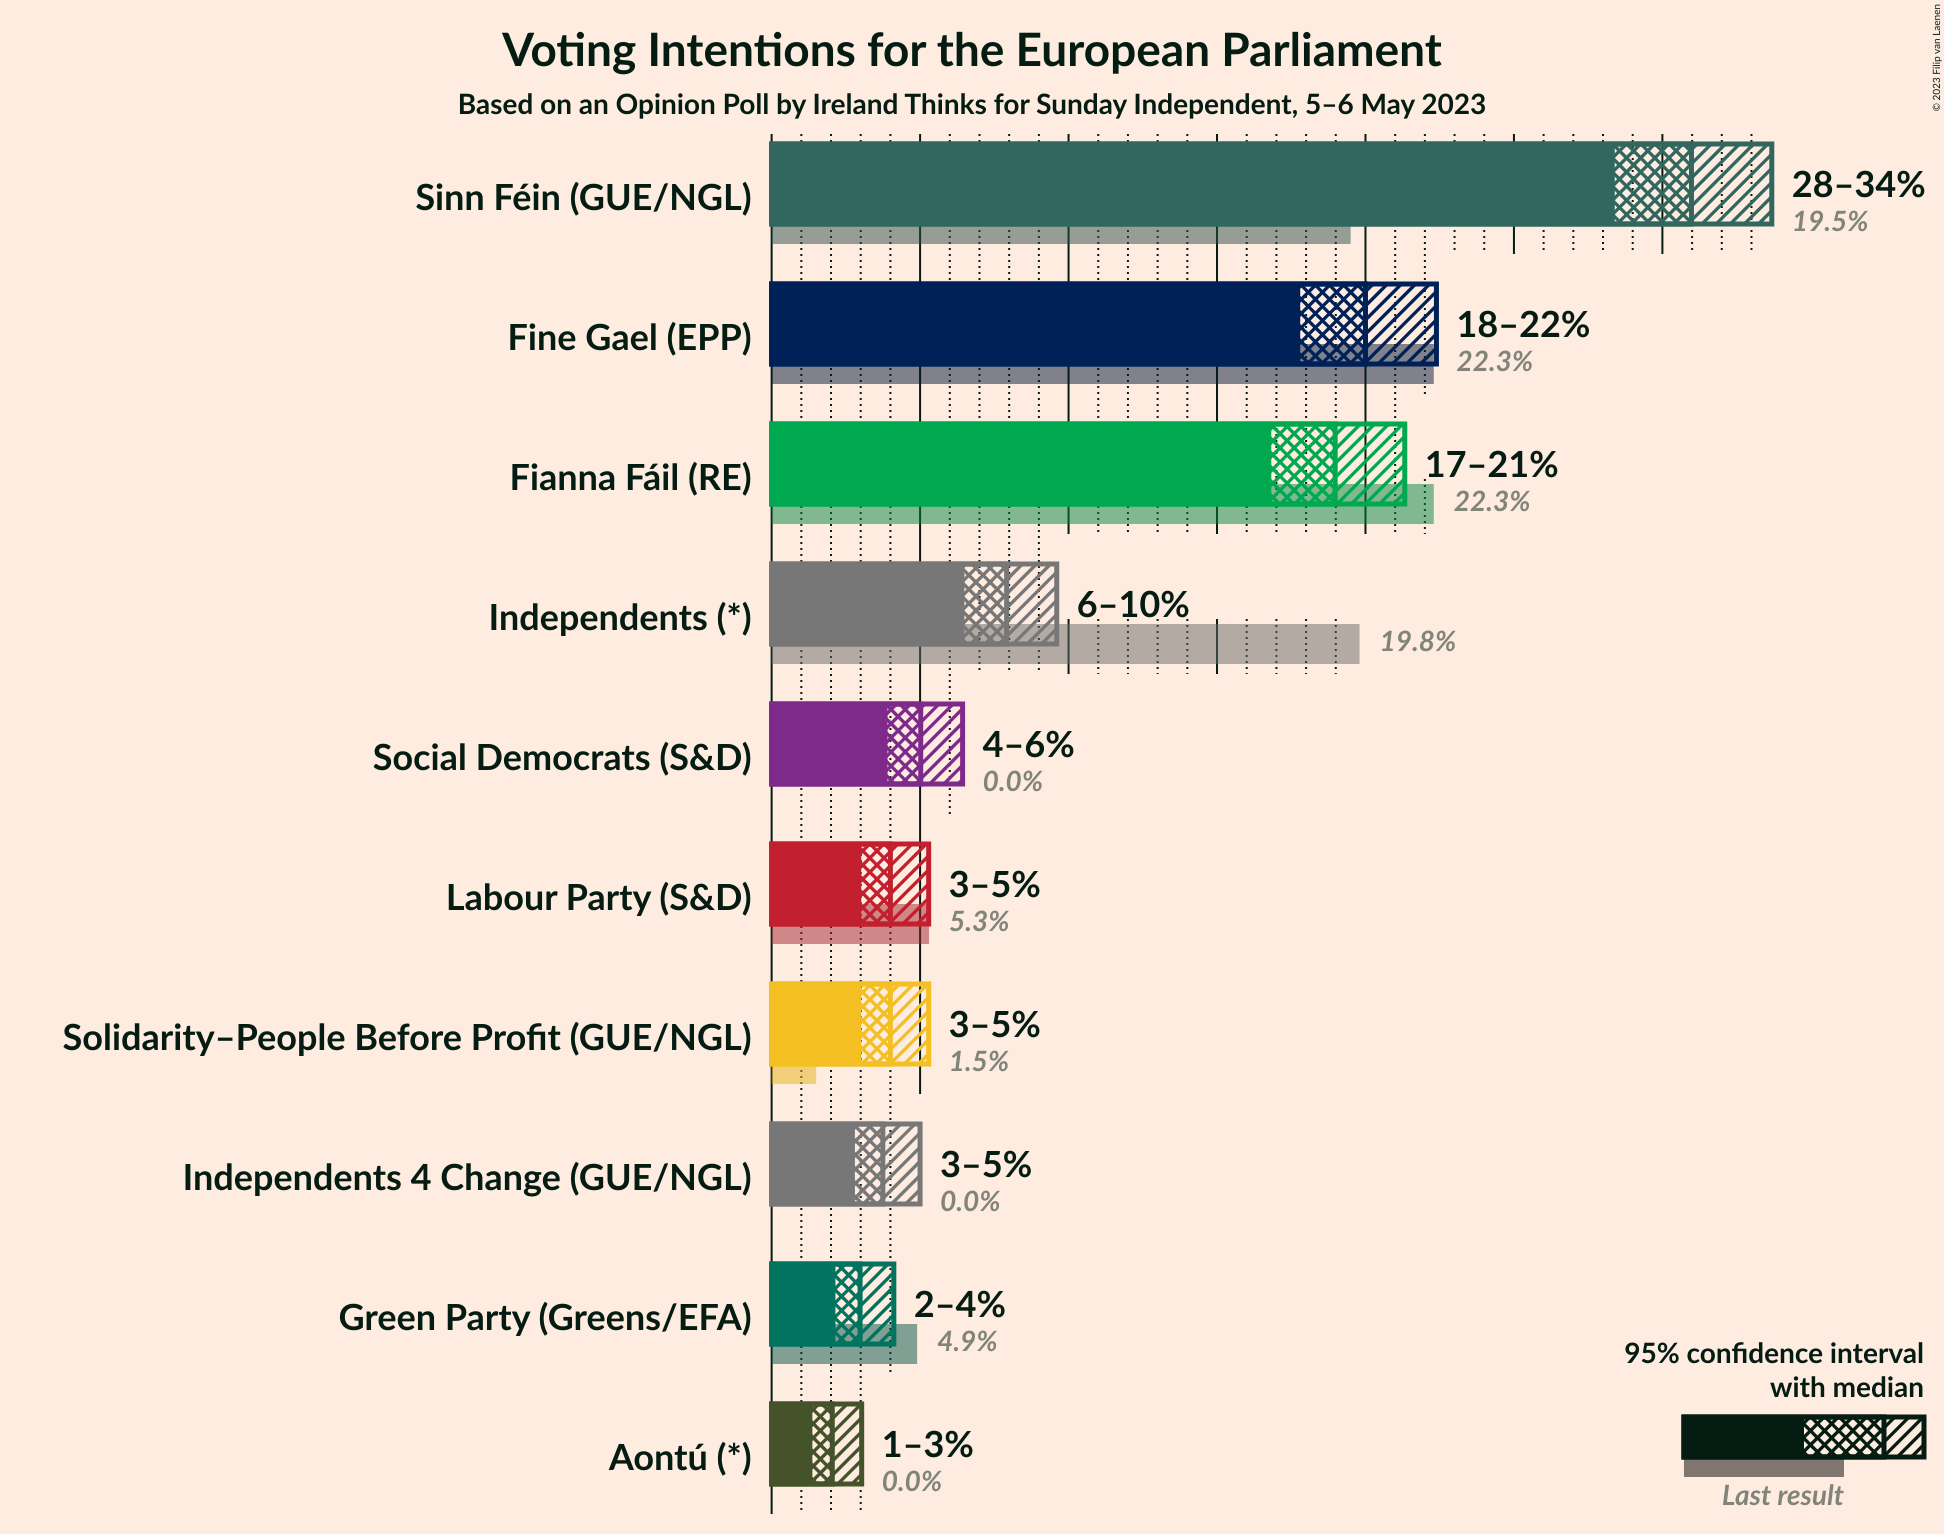 Voting Intentions for the European Parliament
Based on an Opinion Poll by Ireland Thinks for Sunday Independent, 5–6 May 2023
© 2023 Filip van Laenen
Sinn Féin (GUE/NGL)
28–34%
19.5%
Fine Gael (EPP)
18–22%
22.3%
Fianna Fáil (RE)
17–21%
22.3%
Independents (*)
6–10%
19.8%
Social Democrats (S&D)
4–6%
0.0%
Labour Party (S&D)
3–5%
5.3%
Solidarity–People Before Profit (GUE/NGL)
3–5%
1.5%
Independents 4 Change (GUE/NGL)
3–5%
0.0%
Green Party (Greens/EFA)
2–4%
4.9%
Aontú (*)
1–3%
0.0%
95% confidence interval
with median
Last result